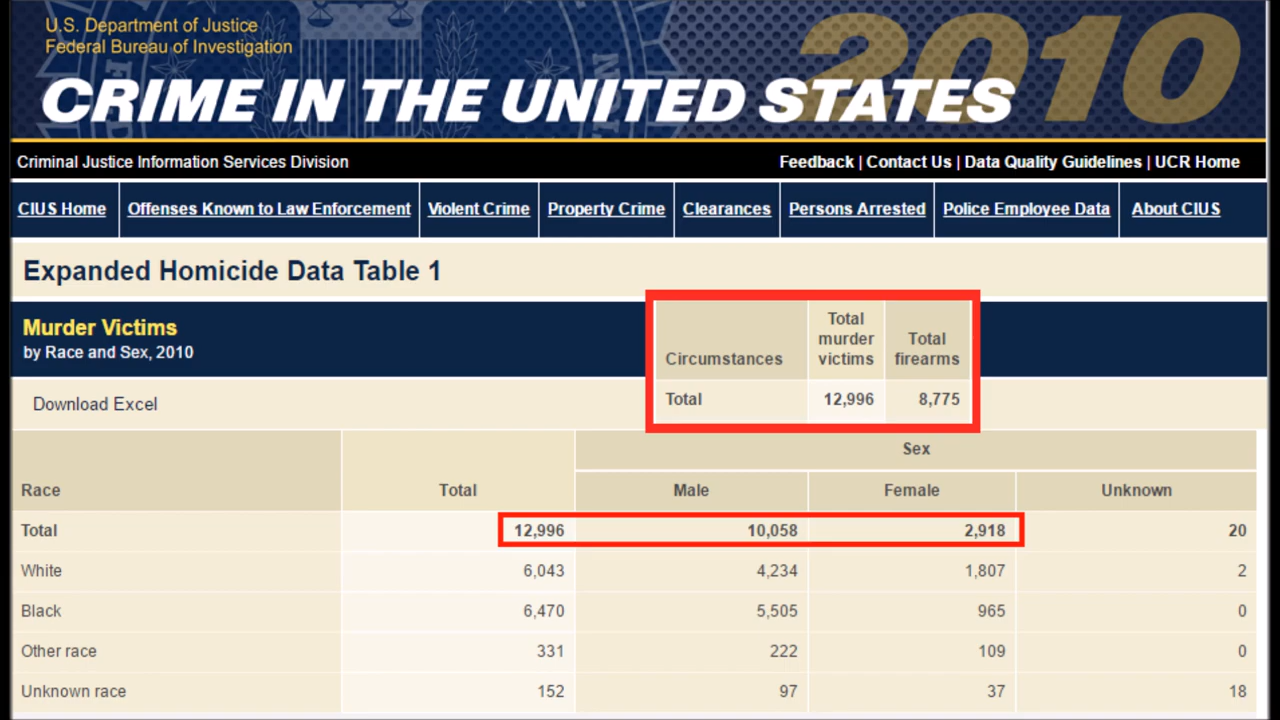 U.S. Department of Justice
Federal Bureau of Investigation
CRIME IN THE UNITED STATES 2010
Criminal Justice Information Services Division
Feedback | Contact Us | Data Quality Guidelines | UCR Home
CIUS Home Offenses Known to Law Enforcement Violent Crime Property Crime Clearances Persons Arrested Police Employee Data About CIUS
Expanded Homicide Data Table 1
Murder Victims
by Race and Sex, 2010
Download Excel
Circumstances Total murder victims Total firearms
Total 12,996 8,775
Sex
Race Total Male Female Unknown
Total 12,996 10,058 2,918 20
White 6,043 4,234 1,807 2
Black 6,470 5,505 965 0
Other race 331 222 109 0
Unknown race 152 97 37 18